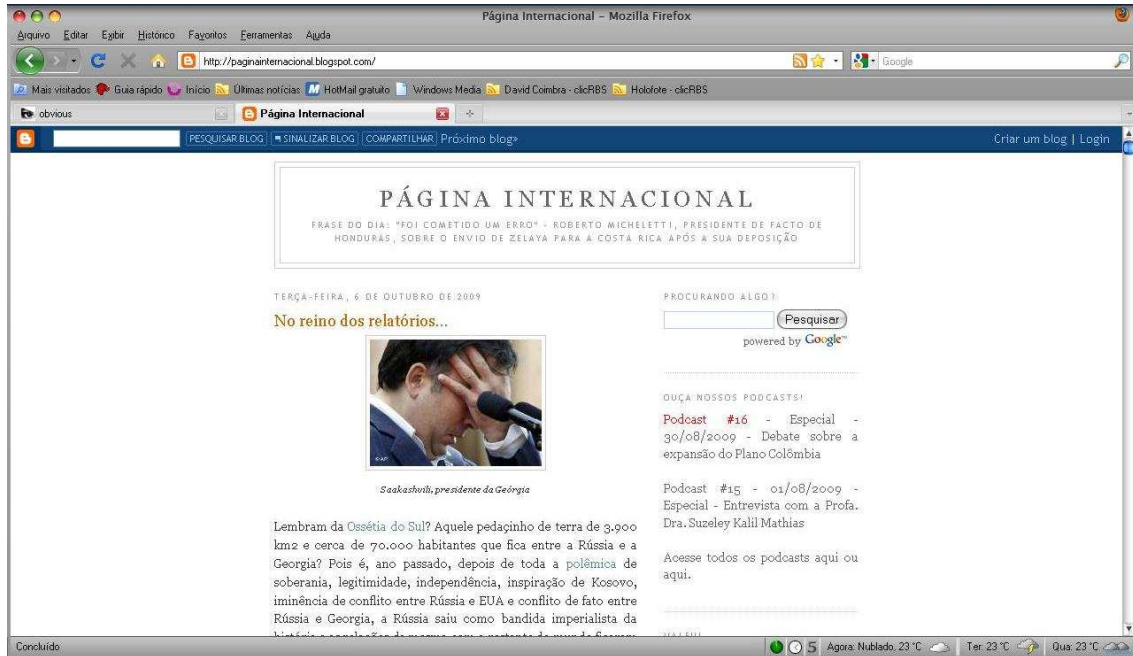 Página Internacional - Mozilla Firefox
Arquivo Editar Exibir Histórico Favoritos Ferramentas Ajuda
http://paginainternacional.blogspot.com/
Google
Mais visitados Guia rápido Início Últimas notícias HotMail gratuito Windows Media David Coimbra - clicRBS Holofote - clicRBS
obvious Página Internacional
PESQUISAR BLOG SINALIZAR BLOG COMPARTILHAR Próximo blog» Criar um blog | Login
PÁGINA INTERNACIONAL
FRASE DO DIA: "FOI COMETIDO UM ERRO" - ROBERTO MICHELETTI, PRESIDENTE DE FACTO DE
HONDURAS, SOBRE O ENVIO DE ZELAYA PARA A COSTA RICA APÓS A SUA DEPOSIÇÃO
TERÇA-FEIRA, 6 DE OUTUBRO DE 2009
No reino dos relatórios...
Saakashvili, presidente da Geórgia
Lembram da Ossétia do Sul? Aquele pedaçinho de terra de 3.900
km2 e cerca de 70.000 habitantes que fica entre a Rússia e a
Georgia? Pois é, ano passado, depois de toda a polêmica de
soberania, legitimidade, independência, inspiração de Kosovo,
iminência de conflito entre Rússia e EUA e conflito de fato entre
Rússia e Georgia, a Rússia saiu como bandida imperialista da
PROCURANDO ALGO?
Pesquisar
powered by Google™
OUÇA NOSSOS PODCASTS!
Podcast #16 - Especial -
30/08/2009 - Debate sobre a
expansão do Plano Colômbia
Podcast #15 - 01/08/2009 -
Especial - Entrevista com a Profa.
Dra. Suzeley Kalil Mathias
Acesse todos os podcasts aqui ou
aqui.
Concluído
5 Agora: Nublado, 23 °C Ter: 23 °C Qua: 23 °C